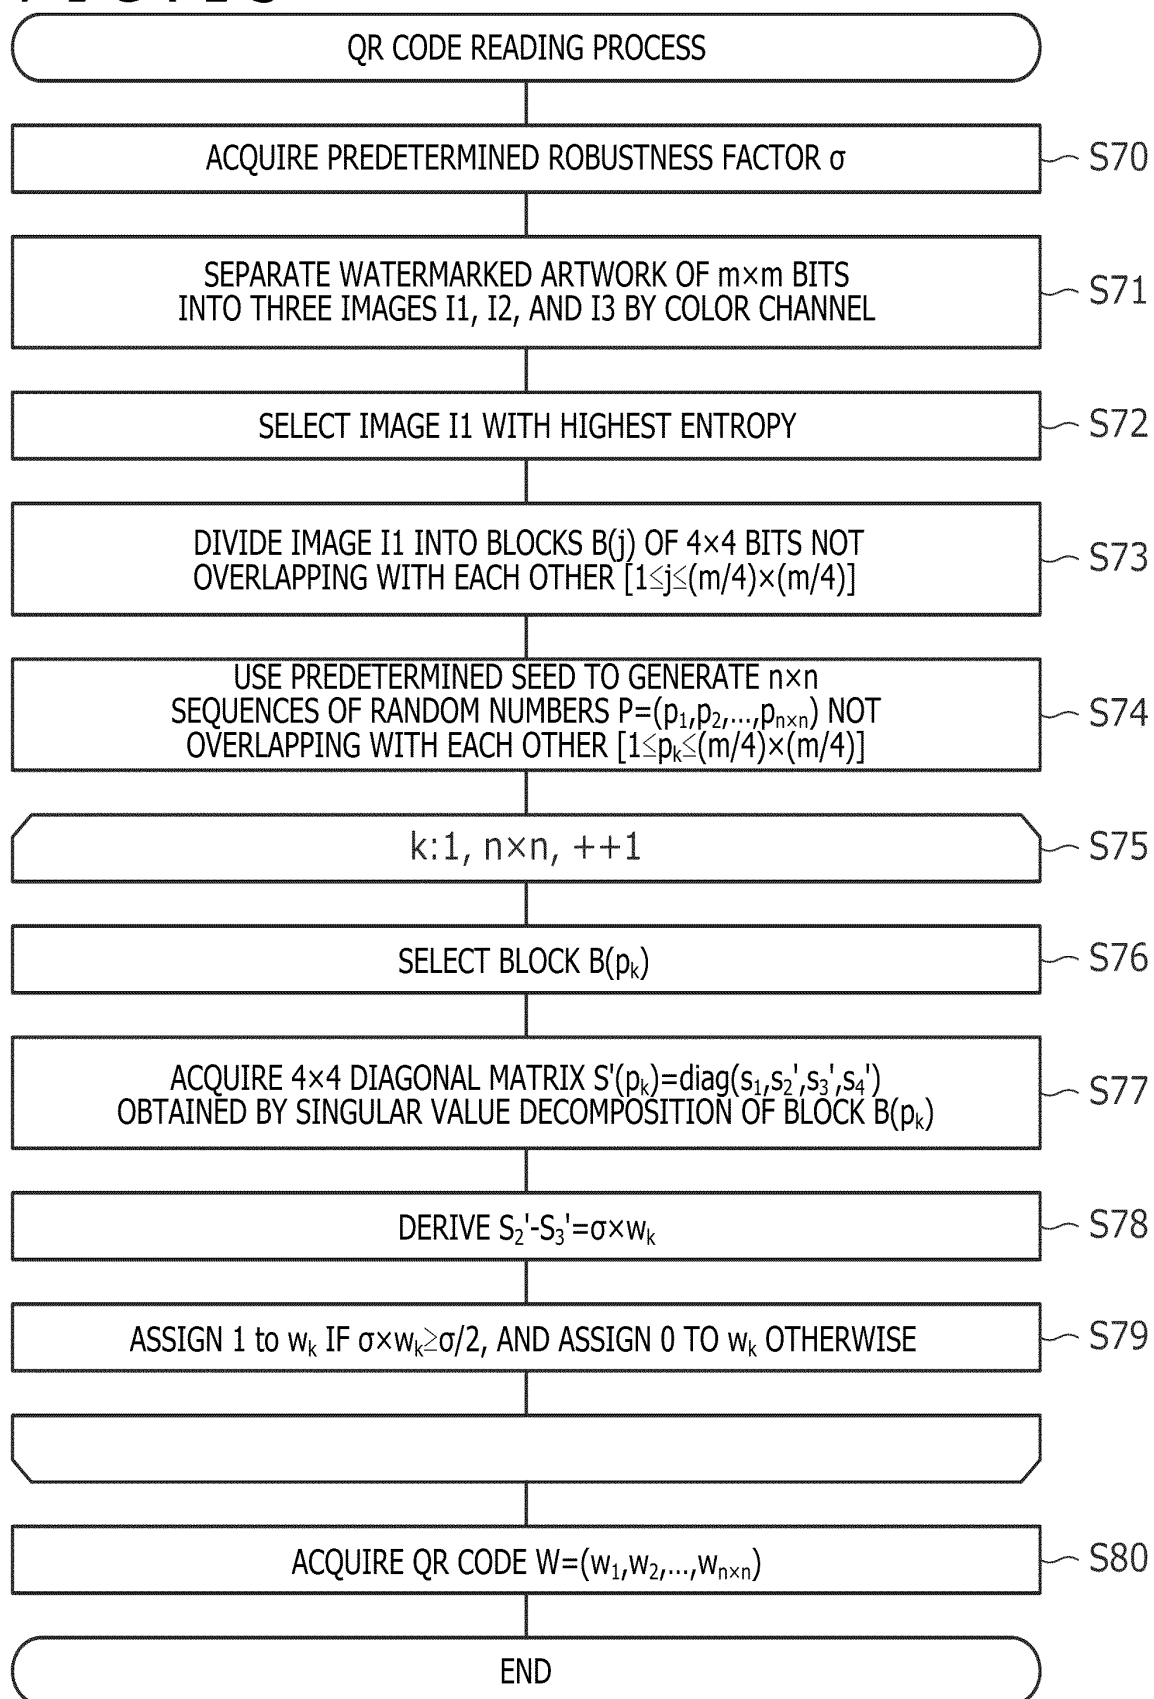 QR CODE READING PROCESS
ACQUIRE PREDETERMINED ROBUSTNESS FACTOR σ
S70
SEPARATE WATERMARKED ARTWORK OF m×m BITS
INTO THREE IMAGES I1, I2, AND I3 BY COLOR CHANNEL
S71
SELECT IMAGE I1 WITH HIGHEST ENTROPY
S72
DIVIDE IMAGE I1 INTO BLOCKS B(j) OF 4×4 BITS NOT
OVERLAPPING WITH EACH OTHER [1≤j≤(m/4)×(m/4)]
S73
USE PREDETERMINED SEED TO GENERATE n×n
SEQUENCES OF RANDOM NUMBERS P=(p₁,p₂,...,pₙₓₙ) NOT
OVERLAPPING WITH EACH OTHER [1≤pₖ≤(m/4)×(m/4)]
S74
k:1, n×n, ++1
S75
SELECT BLOCK B(pₖ)
S76
ACQUIRE 4×4 DIAGONAL MATRIX S'(pₖ)=diag(s₁,s₂',s₃',s₄')
OBTAINED BY SINGULAR VALUE DECOMPOSITION OF BLOCK B(pₖ)
S77
DERIVE S₂'-S₃'=σ×wₖ
S78
ASSIGN 1 to wₖ IF σ×wₖ≥σ/2, AND ASSIGN 0 TO wₖ OTHERWISE
S79
ACQUIRE QR CODE W=(w₁,w₂,...,wₙₓₙ)
S80
END